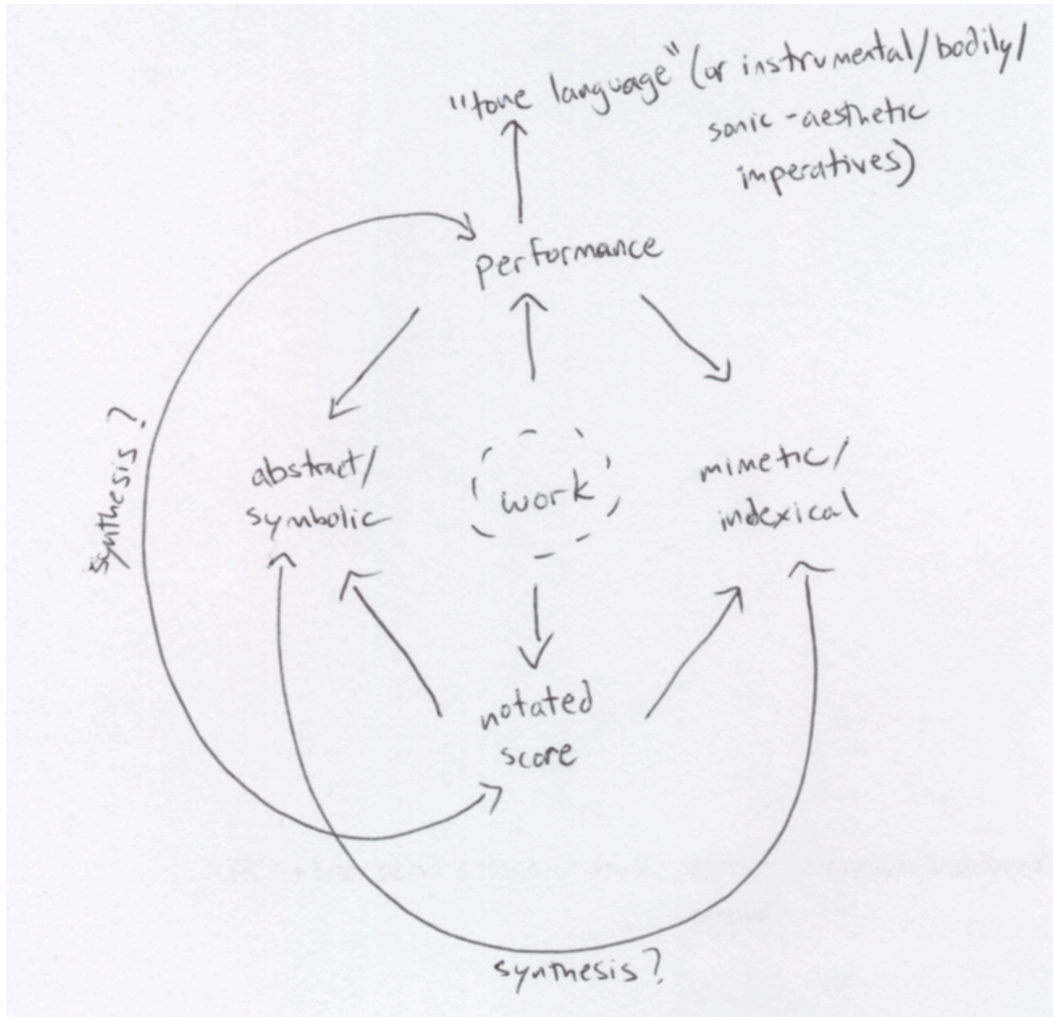 "tone language" (or instrumental/bodily/
sonic-aesthetic
imperatives)
performance
synthesis?
abstract/
symbolic
work
mimetic/
indexical
notated
score
synthesis?